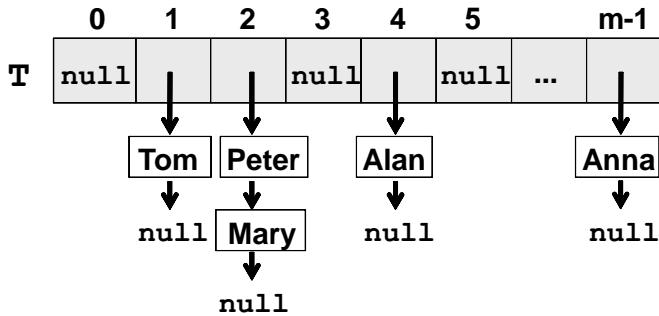 0 1 2 3 4 5 m-1
T null null null ...
Tom Peter Alan Anna
null Mary null null
null